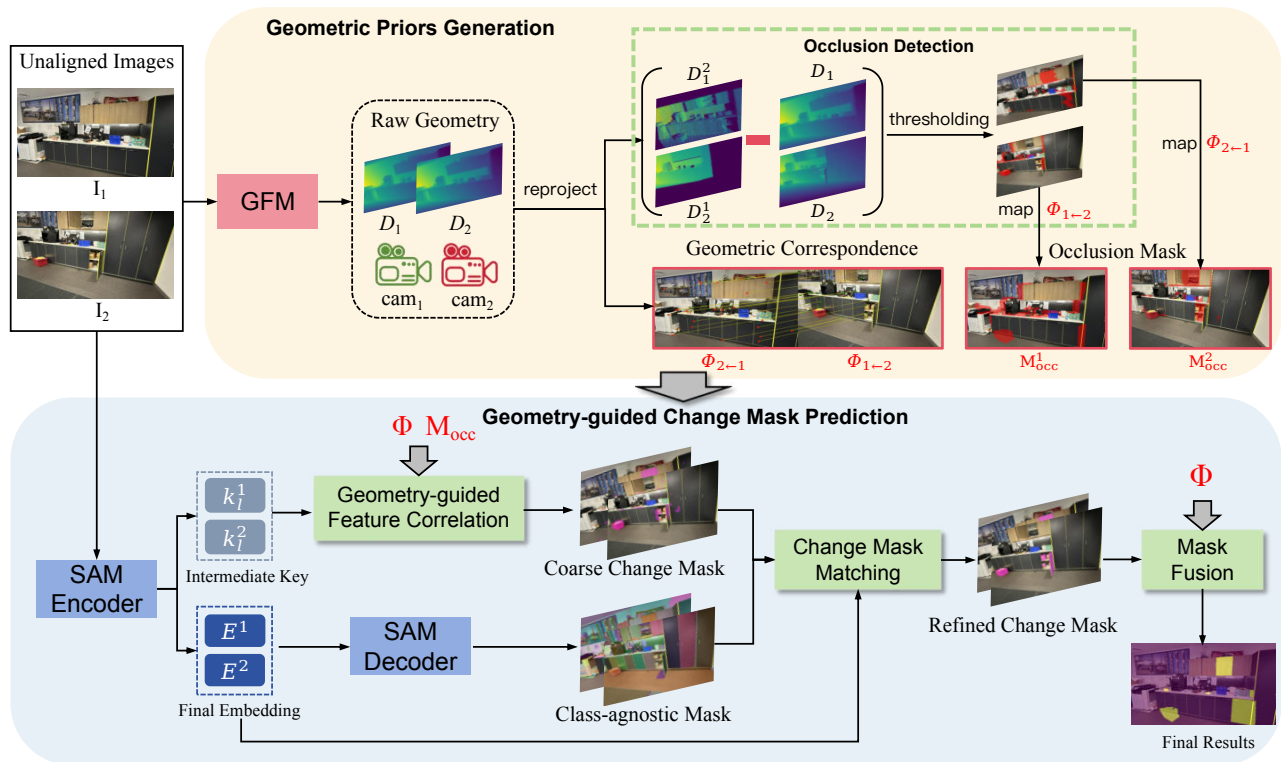 Geometric Priors Generation
Unaligned Images
I₁
I₂
GFM
Raw Geometry
D₁
D₂
cam₁
cam₂
reproject
Occlusion Detection
D₁²
D₁
D₂¹
D₂
thresholding
map Φ₂←₁
map Φ₁←₂
Geometric Correspondence
Occlusion Mask
Φ₂←₁
Φ₁←₂
M¹occ
M²occ
Geometry-guided Change Mask Prediction
Φ M_occ
SAM
Encoder
k_l¹
k_l²
Intermediate Key
E¹
E²
Final Embedding
Geometry-guided
Feature Correlation
SAM
Decoder
Coarse Change Mask
Class-agnostic Mask
Change Mask
Matching
Refined Change Mask
Φ
Mask
Fusion
Final Results